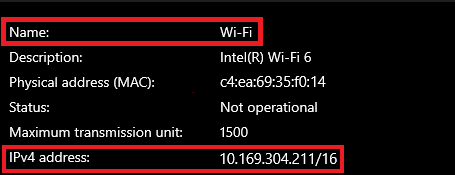 Name: Wi-Fi
Description: Intel(R) Wi-Fi 6
Physical address (MAC): c4:ea:69:35:f0:14
Status: Not operational
Maximum transmission unit: 1500
IPv4 address: 10.169.304.211/16